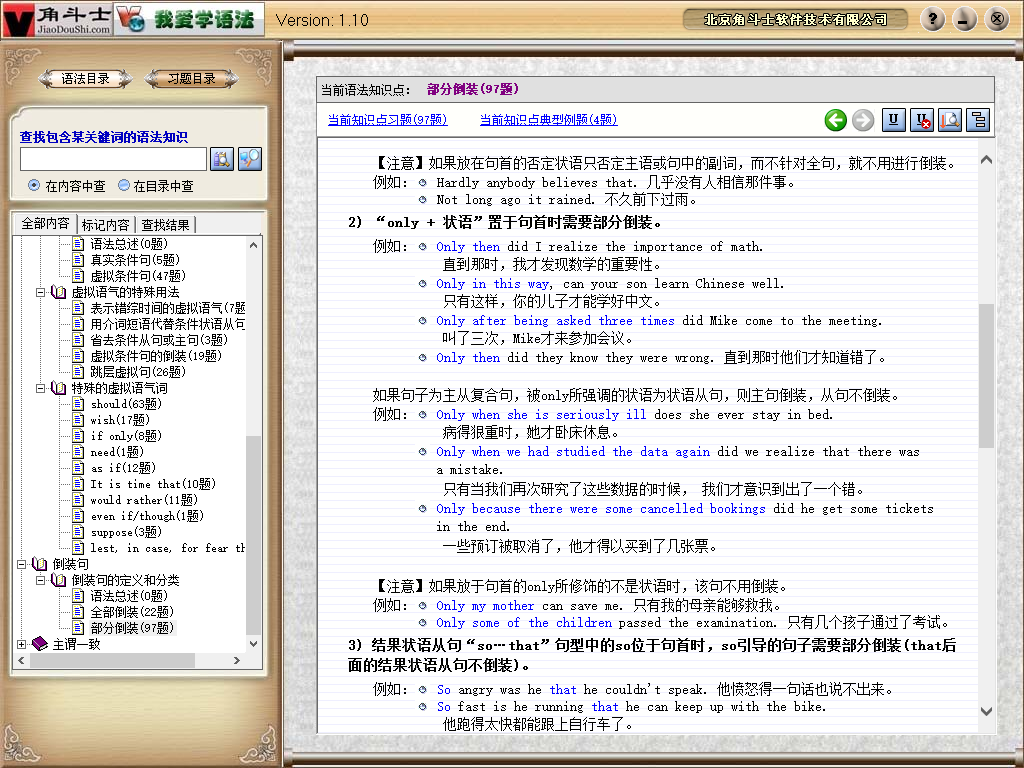 角斗士
JiaoDouShi.com
我爱学语法
Version: 1.10
北京角斗士软件技术有限公司
语法目录
习题目录
查找包含某关键词的语法知识
在内容中查
在目录中查
全部内容
标记内容
查找结果
语法总述(0题)
真实条件句(5题)
虚拟条件句(47题)
虚拟语气的特殊用法
表示错综时间的虚拟语气(7题
用介词短语代替条件状语从句
省去条件从句或主句(3题)
虚拟条件句的倒装(19题)
跳层虚拟句(26题)
特殊的虚拟语气词
should(63题)
wish(17题)
if only(8题)
need(1题)
as if(12题)
It is time that(10题)
would rather(11题)
even if/though(1题)
suppose(3题)
lest, in case, for fear th
倒装句
倒装句的定义和分类
语法总述(0题)
全部倒装(22题)
部分倒装(97题)
主谓一致
当前语法知识点: 部分倒装(97题)
当前知识点习题(97题)
当前知识点典型例题(4题)
【注意】如果放在句首的否定状语只否定主语或句中的副词，而不针对全句，就不用进行倒装。
例如: Hardly anybody believes that. 几乎没有人相信那件事。
Not long ago it rained. 不久前下过雨。
2) “only + 状语”置于句首时需要部分倒装。
例如: Only then did I realize the importance of math.
直到那时，我才发现数学的重要性。
Only in this way, can your son learn Chinese well.
只有这样，你的儿子才能学好中文。
Only after being asked three times did Mike come to the meeting.
叫了三次，Mike才来参加会议。
Only then did they know they were wrong. 直到那时他们才知道错了。
如果句子为主从复合句，被only所强调的状语为状语从句，则主句倒装，从句不倒装。
例如: Only when she is seriously ill does she ever stay in bed.
病得狠重时，她才卧床休息。
Only when we had studied the data again did we realize that there was
a mistake.
只有当我们再次研究了这些数据的时候， 我们才意识到出了一个错。
Only because there were some cancelled bookings did he get some tickets
in the end.
一些预订被取消了，他才得以买到了几张票。
【注意】如果放于句首的only所修饰的不是状语时，该句不用倒装。
例如: Only my mother can save me. 只有我的母亲能够救我。
Only some of the children passed the examination. 只有几个孩子通过了考试。
3) 结果状语从句“so…that”句型中的so位于句首时，so引导的句子需要部分倒装(that后
面的结果状语从句不倒装)。
例如: So angry was he that he couldn't speak. 他愤怒得一句话也说不出来。
So fast is he running that he can keep up with the bike.
他跑得太快都能跟上自行车了。